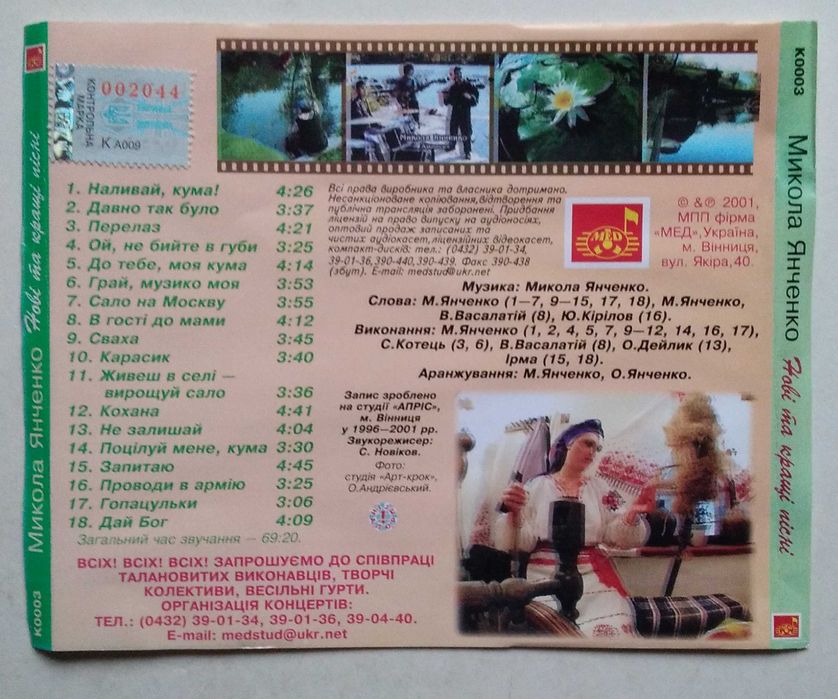 К0003
Микола Янченко Нові та кращі пісні
002044
КОНТРОЛЬНА
МАРКА
К А009
Микола Янченко
1. Наливай, кума! 4:26
2. Давно так було 3:37
3. Перелаз 4:21
4. Ой, не бийте в губи 3:25
5. До тебе, моя кума 4:14
6. Грай, музико моя 3:53
7. Сало на Москву 3:55
8. В гості до мами 4:12
9. Сваха 3:45
10. Карасик 3:40
11. Живеш в селі —
вирощуй сало 3:36
12. Кохана 4:41
13. Не залишай 4:04
14. Поцілуй мене, кума 3:30
15. Запитаю 4:45
16. Проводи в армію 3:25
17. Гопацульки 3:06
18. Дай Бог 4:09
Загальний час звучання — 69:20.
Всі права виробника та власника дотримано.
Несанкціоноване копіювання,відтворення та
публічна трансляція заборонені. Придбання
ліцензій на право випуску на аудіоносіях,
оптовий продаж записаних та
чистих аудіокасет,ліцензійних відеокасет,
компакт-дисків: тел.: (0432) 39-01-34,
39-01-36,390-440,390-439. Факс 390-438
(збут). E-mail: medstud@ukr.net
МЕД
© &℗ 2001,
МПП фірма
«МЕД»,Україна,
м. Вінниця,
вул. Якіра,40.
Музика: Микола Янченко.
Слова: М.Янченко (1—7, 9—15, 17, 18), М.Янченко,
В.Васалатій (8), Ю.Кірілов (16).
Виконання: М.Янченко (1, 2, 4, 5, 7, 9—12, 14, 16, 17),
С.Котець (3, 6), В.Васалатій (8), О.Дейлик (13),
Ірма (15, 18).
Аранжування: М.Янченко, О.Янченко.
Запис зроблено
на студії «АПРІС»,
м. Вінниця
у 1996—2001 рр.
Звукорежисер:
С. Новіков.
Фото:
студія «Арт-крок»,
О.Андрієвський.
ВСІХ! ВСІХ! ВСІХ! ЗАПРОШУЄМО ДО СПІВПРАЦІ
ТАЛАНОВИТИХ ВИКОНАВЦІВ, ТВОРЧІ
КОЛЕКТИВИ, ВЕСІЛЬНІ ГУРТИ.
ОРГАНІЗАЦІЯ КОНЦЕРТІВ:
ТЕЛ.: (0432) 39-01-34, 39-01-36, 39-04-40.
E-mail: medstud@ukr.net
К0003
Микола Янченко Нові та кращі пісні